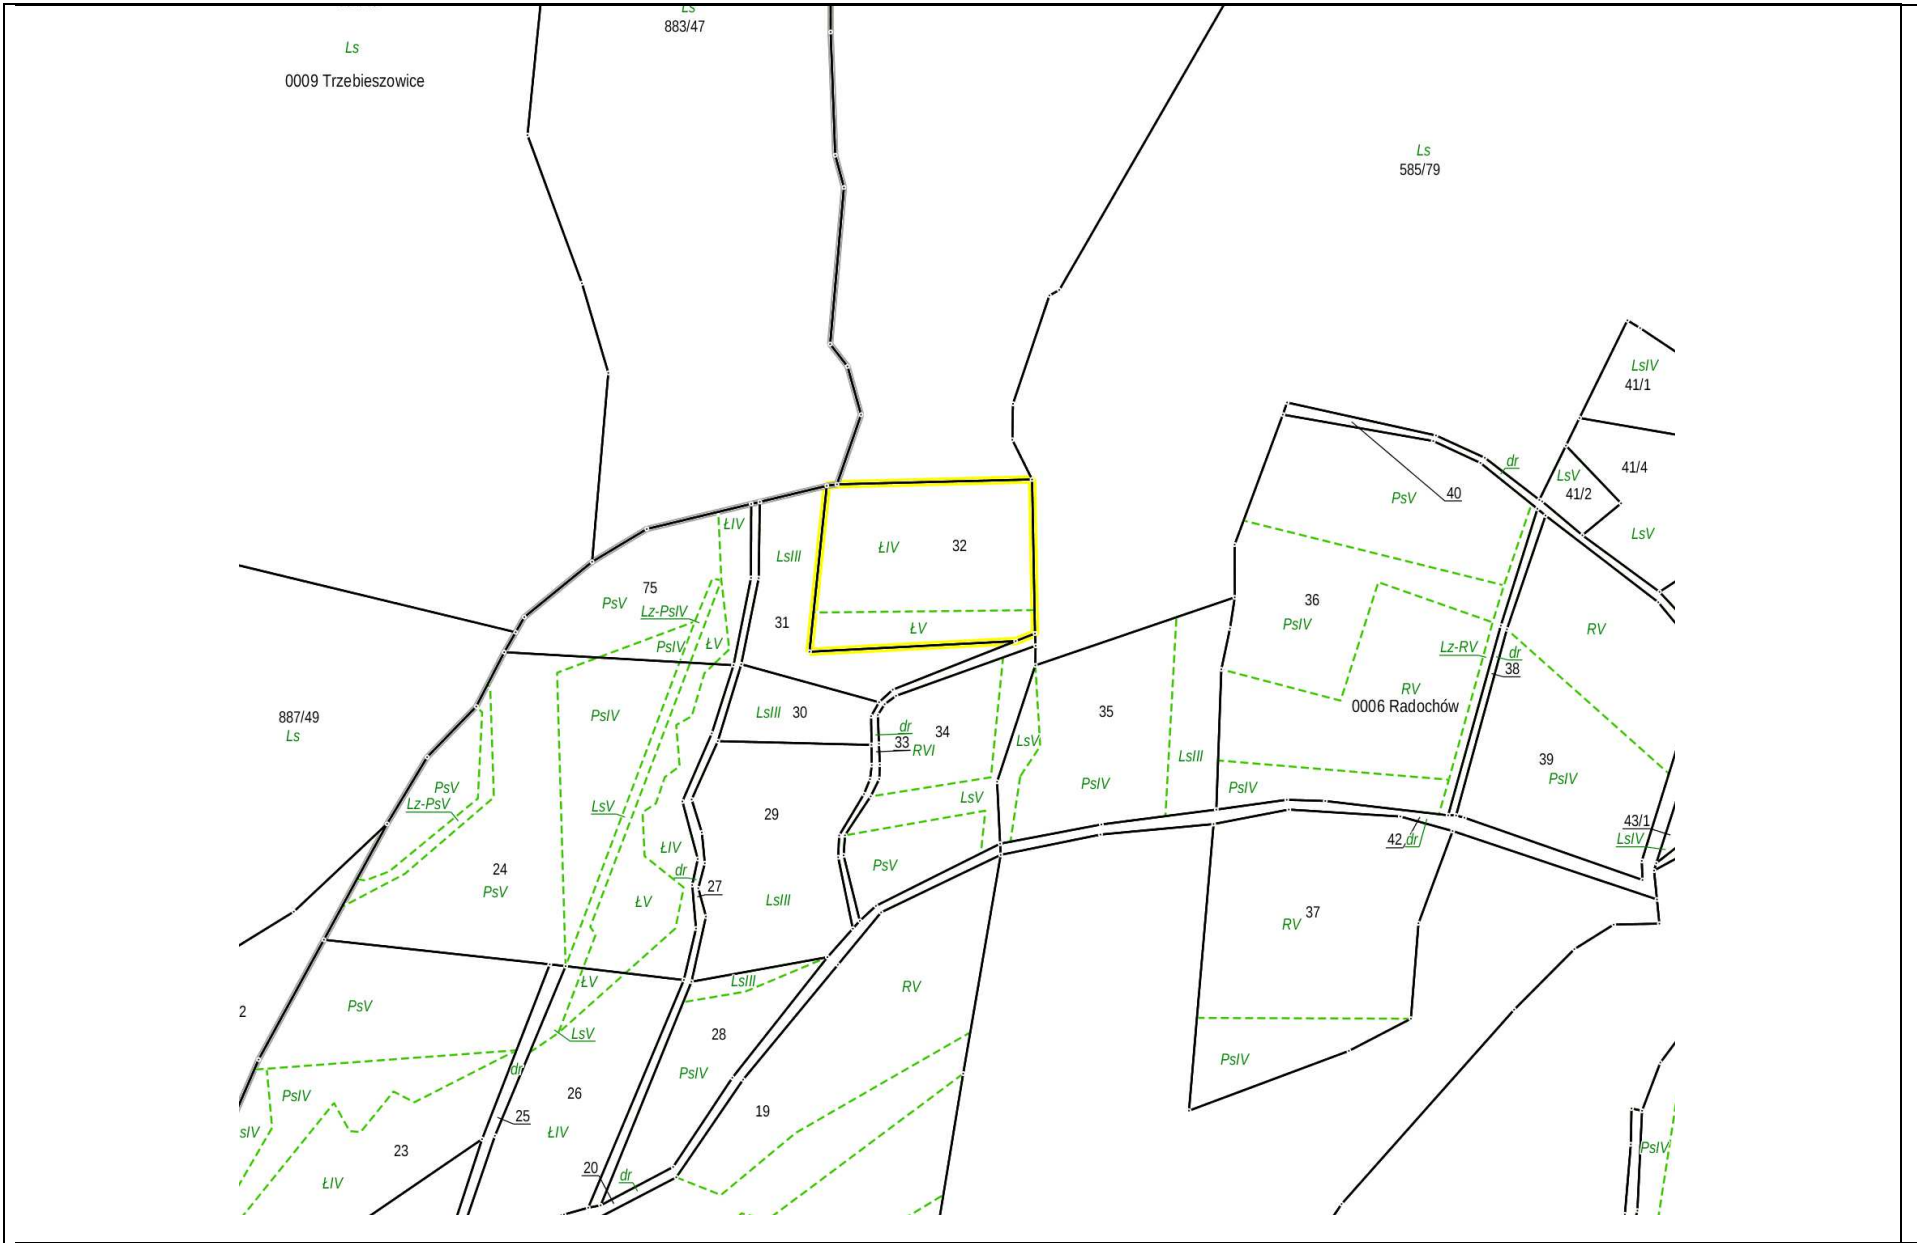 Ls
883/47
Ls
0009 Trzebieszowice
Ls
585/79
LsIV
41/1
dr
41/4
LsV
41/2
40
PsV
LsV
ŁIV
ŁIV
32
LsIII
75
PsV
Lz-PsIV
36
PsIV
31
ŁV
RV
PsIV
ŁV
Lz-RV
dr
38
RV
0006 Radochów
887/49
Ls
PsIV
LsIII
30
35
dr
34
33
RVI
LsV
LsIII
39
PsIV
PsV
Lz-PsV
PsIV
PsIV
LsV
LsV
29
43/1
LsIV
42
dr
ŁIV
24
PsV
dr
27
PsV
ŁV
LsIII
37
RV
ŁV
LsIII
RV
2
PsV
LsV
28
PsIV
PsIV
dr
PsIV
26
19
25
sIV
ŁIV
23
PsIV
20
dr
ŁIV